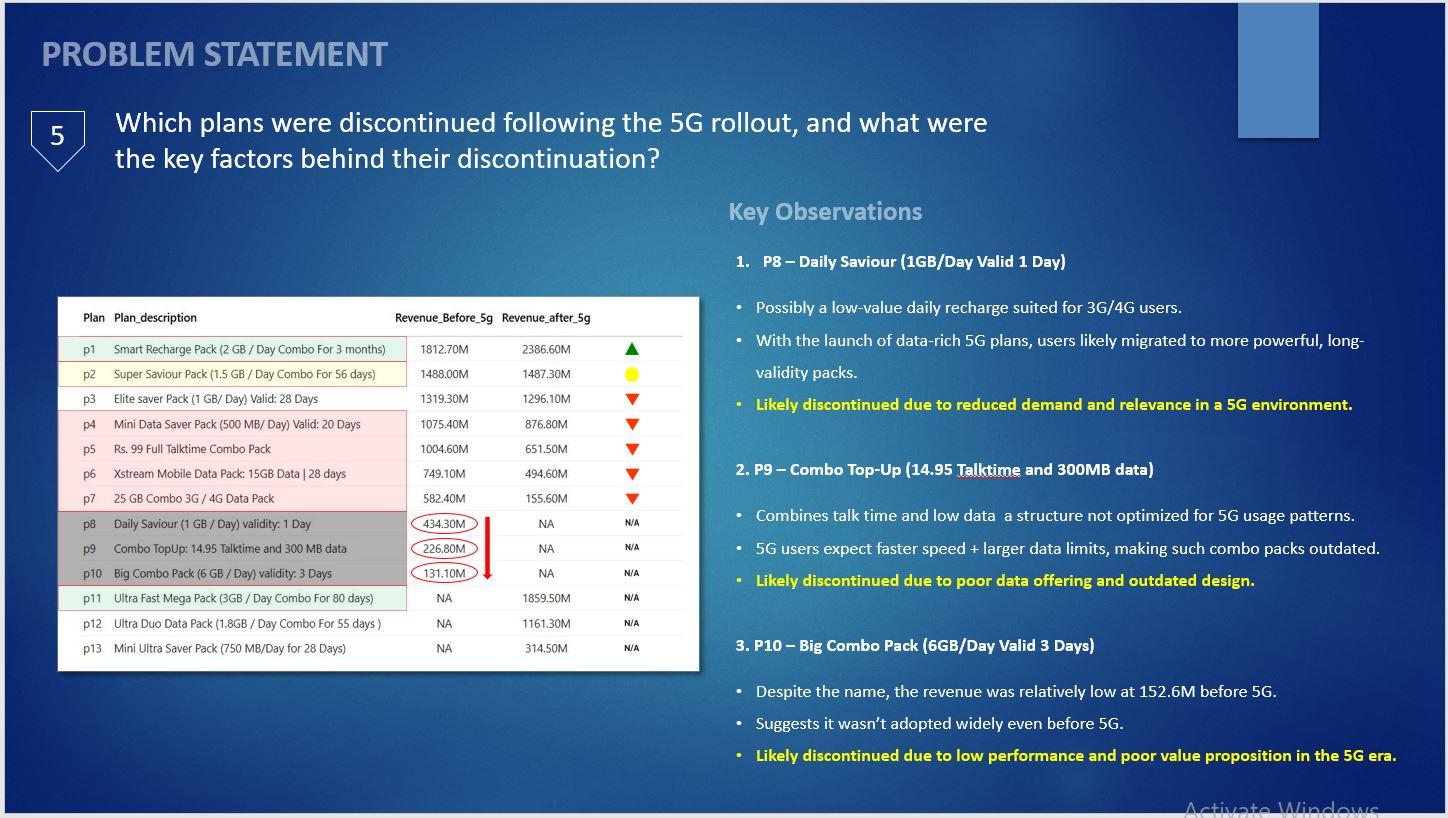 PROBLEM STATEMENT
5
Which plans were discontinued following the 5G rollout, and what were
the key factors behind their discontinuation?
Plan Plan_description Revenue_Before_5g Revenue_after_5g
p1 Smart Recharge Pack (2 GB / Day Combo For 3 months) 1812.70M 2386.60M
p2 Super Saviour Pack (1.5 GB / Day Combo For 56 days) 1488.00M 1487.30M
p3 Elite saver Pack (1 GB/ Day) Valid: 28 Days 1319.30M 1296.10M
p4 Mini Data Saver Pack (500 MB/ Day) Valid: 20 Days 1075.40M 876.80M
p5 Rs. 99 Full Talktime Combo Pack 1004.60M 651.50M
p6 Xstream Mobile Data Pack: 15GB Data | 28 days 749.10M 494.60M
p7 25 GB Combo 3G / 4G Data Pack 582.40M 155.60M
p8 Daily Saviour (1 GB / Day) validity: 1 Day 434.30M NA N/A
p9 Combo TopUp: 14.95 Talktime and 300 MB data 226.80M NA N/A
p10 Big Combo Pack (6 GB / Day) validity: 3 Days 131.10M NA N/A
p11 Ultra Fast Mega Pack (3GB / Day Combo For 80 days) NA 1859.50M N/A
p12 Ultra Duo Data Pack (1.8GB / Day Combo For 55 days ) NA 1161.30M N/A
p13 Mini Ultra Saver Pack (750 MB/Day for 28 Days) NA 314.50M N/A
Key Observations
1. P8 – Daily Saviour (1GB/Day Valid 1 Day)
• Possibly a low-value daily recharge suited for 3G/4G users.
• With the launch of data-rich 5G plans, users likely migrated to more powerful, long-
validity packs.
• Likely discontinued due to reduced demand and relevance in a 5G environment.
2. P9 – Combo Top-Up (14.95 Talktime and 300MB data)
• Combines talk time and low data a structure not optimized for 5G usage patterns.
• 5G users expect faster speed + larger data limits, making such combo packs outdated.
• Likely discontinued due to poor data offering and outdated design.
3. P10 – Big Combo Pack (6GB/Day Valid 3 Days)
• Despite the name, the revenue was relatively low at 152.6M before 5G.
• Suggests it wasn’t adopted widely even before 5G.
• Likely discontinued due to low performance and poor value proposition in the 5G era.
Activate Windows